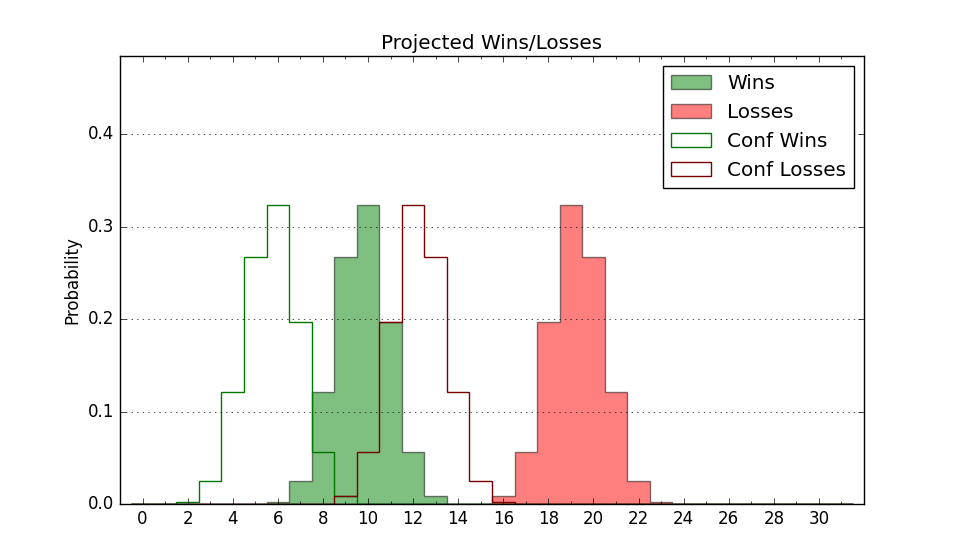 Projected Wins/Losses
Wins
Losses
Conf Wins
Conf Losses
Probability
0.4
0.3
0.2
0.1
0.0
0 2 4 6 8 10 12 14 16 18 20 22 24 26 28 30